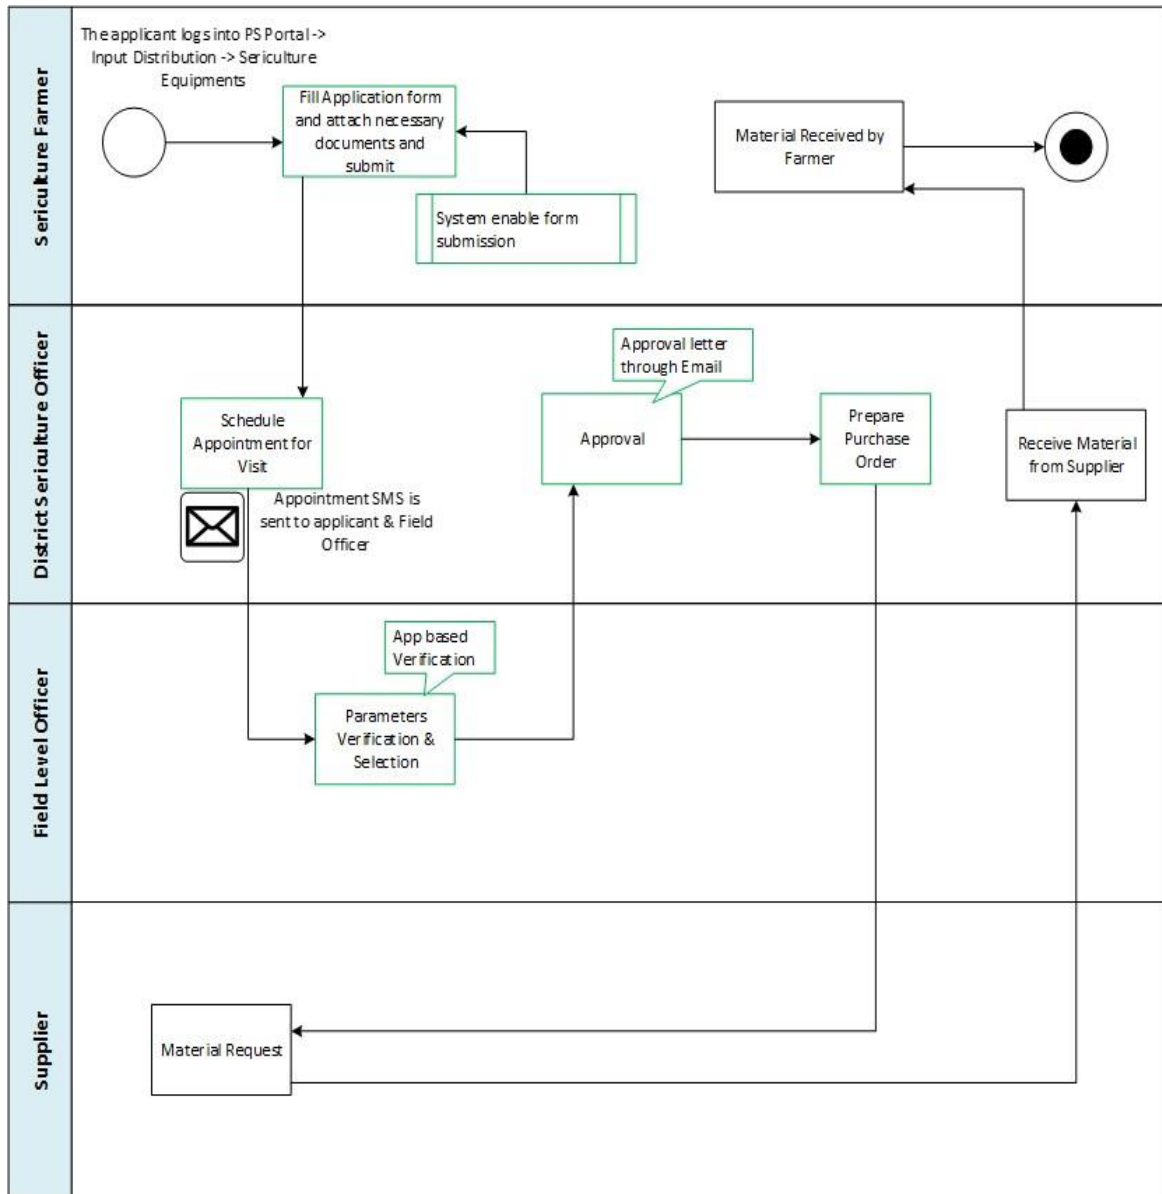 Sericulture Farmer
The applicant logs into PS Portal ->
Input Distribution -> Sericulture
Equipments
Fill Application form
and attach necessary
documents and
submit
System enable form
submission
Material Received by
Farmer
District Sericulture Officer
Schedule
Appointment for
Visit
Appointment SMS is
sent to applicant & Field
Officer
Approval letter
through Email
Approval
Prepare
Purchase
Order
Receive Material
from Supplier
Field Level Officer
App based
Verification
Parameters
Verification &
Selection
Supplier
Material Request